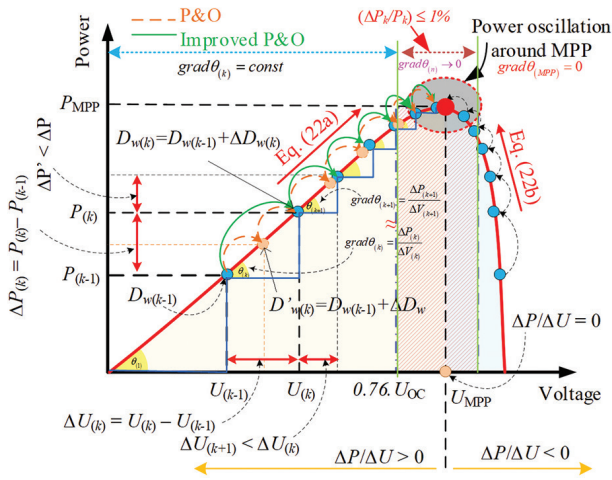 P&O
Improved P&O
(ΔP_k/P_k) ≤ 1%
Power oscillation
around MPP
gradθ_(MPP) = 0
Power
gradθ_(k) = const
gradθ_(n) → 0
P_MPP
D_w(k)=D_w(k-1)+ΔD_w(k)
Eq. (22a)
Eq. (22b)
ΔP' < ΔP
P_(k)
P_(k-1)
ΔP_(k) = P_(k) − P_(k-1)
θ_(k+1)
gradθ_(k+1) = ΔP_(k+1)/ΔV_(k+1)
≈
gradθ_(k) = ΔP_(k)/ΔV_(k)
θ_(k)
D_w(k-1)
D'_w(k)=D_w(k-1)+ΔD_w
θ_(1)
ΔP/ΔU = 0
U_(k-1)
U_(k)
0.76.U_OC
U_MPP
Voltage
ΔU_(k) = U_(k) − U_(k-1)
ΔU_(k+1) < ΔU_(k)
ΔP/ΔU > 0
ΔP/ΔU < 0